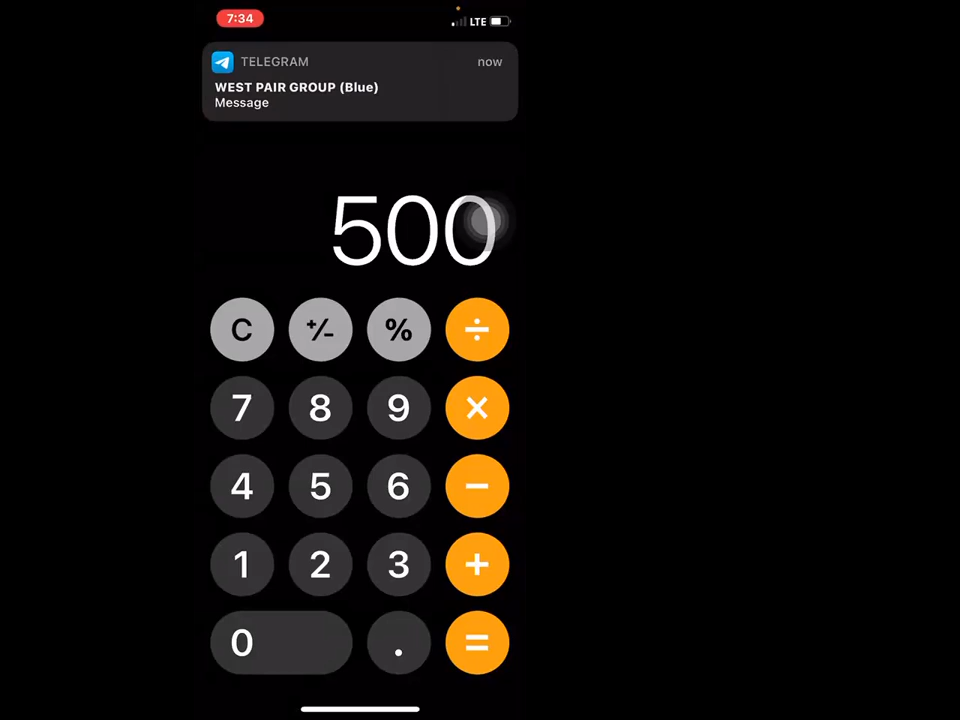 7:34 LTE
TELEGRAM now
WEST PAIR GROUP (Blue)
Message
500
C +/- % ÷
7 8 9 ×
4 5 6 −
1 2 3 +
0 . =